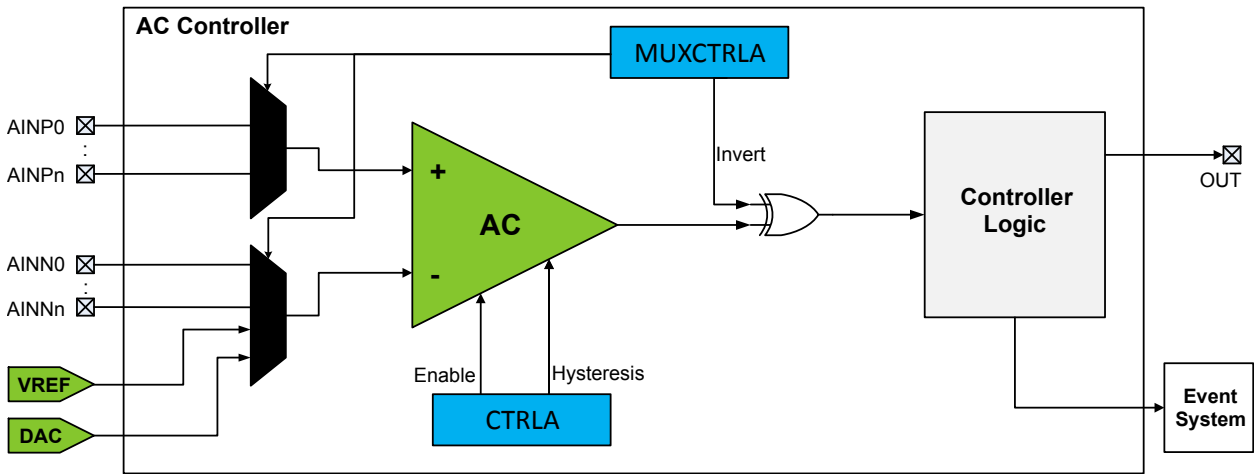 AC Controller
MUXCTRLA
AINP0
:
AINPn
Invert
+
AC
-
Controller
Logic
OUT
AINN0
:
AINNn
VREF
DAC
Enable
Hysteresis
CTRLA
Event
System